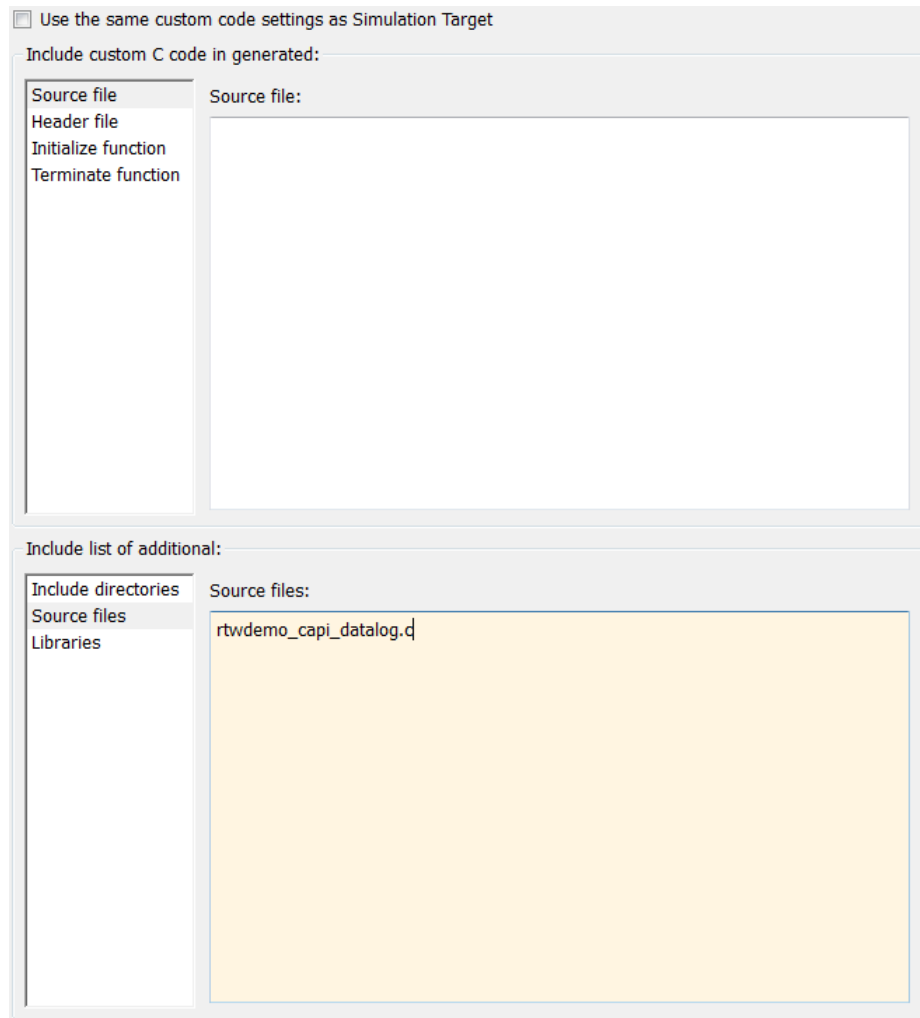 Use the same custom code settings as Simulation Target
Include custom C code in generated:
Source file
Header file
Initialize function
Terminate function
Source file:
Include list of additional:
Include directories
Source files
Libraries
Source files:
rtwdemo_capi_datalog.c